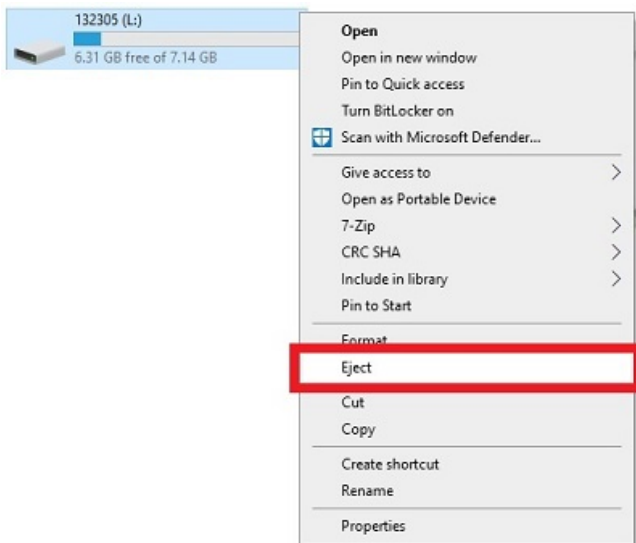 132305 (L:)
6.31 GB free of 7.14 GB
Open
Open in new window
Pin to Quick access
Turn BitLocker on
Scan with Microsoft Defender...
Give access to
Open as Portable Device
7-Zip
CRC SHA
Include in library
Pin to Start
Format
Eject
Cut
Copy
Create shortcut
Rename
Properties